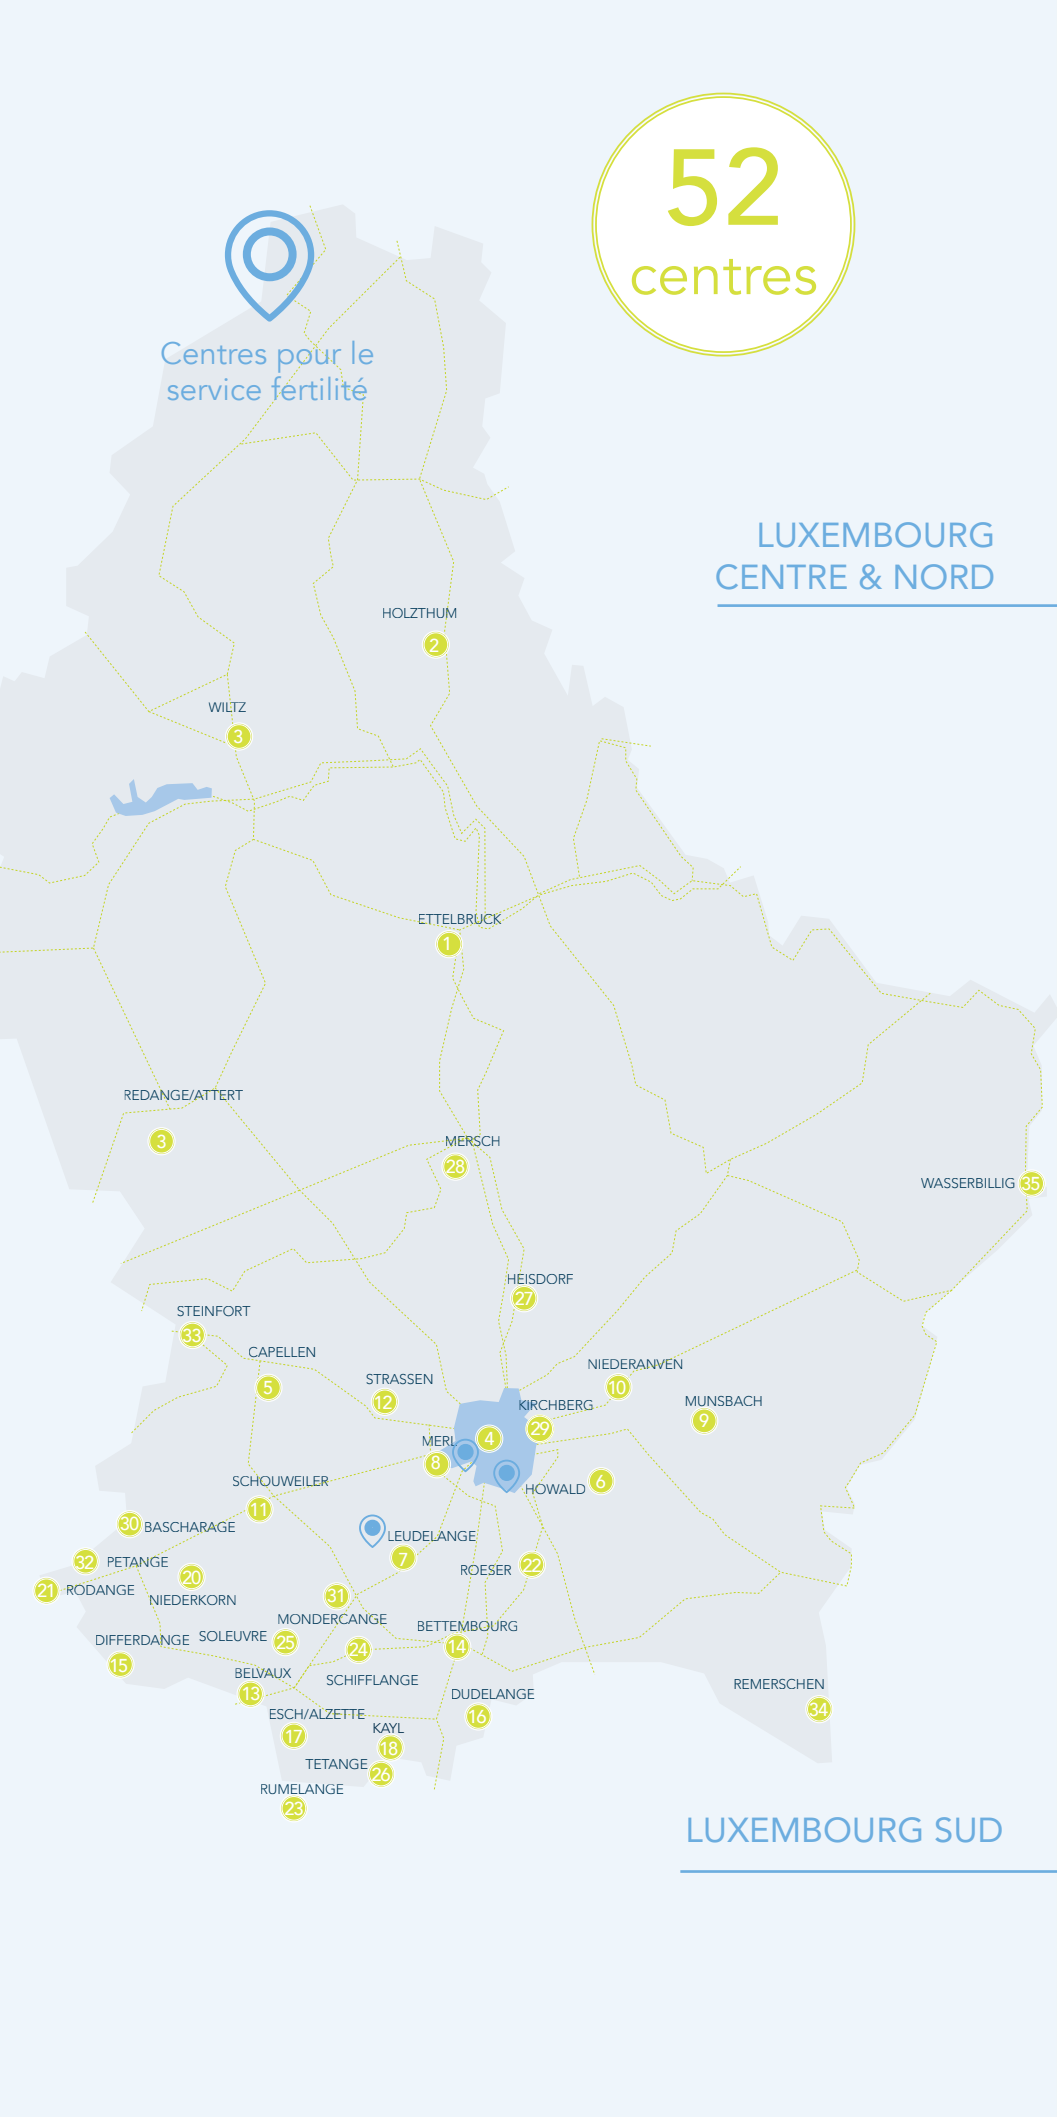 52
centres
Centres pour le
service fertilité
LUXEMBOURG
CENTRE & NORD
HOLZTHUM
2
WILTZ
3
ETTELBRUCK
1
REDANGE/ATTERT
3
MERSCH
28
WASSERBILLIG 35
HEISDORF
27
STEINFORT
33
CAPELLEN
5
STRASSEN
12
NIEDERANVEN
10
MUNSBACH
9
KIRCHBERG
29
4
MERL
8
HOWALD 6
SCHOUWEILER
11
30 BASCHARAGE
LEUDELANGE
7
32 PETANGE
ROESER 22
20
NIEDERKORN
21 RODANGE
31
MONDERCANGE
BETTEMBOURG
14
DIFFERDANGE
15
SOLEUVRE 25
24
SCHIFFLANGE
BELVAUX
13
REMERSCHEN
34
DUDELANGE
16
ESCH/ALZETTE
17
KAYL
18
TETANGE 26
RUMELANGE
23
LUXEMBOURG SUD